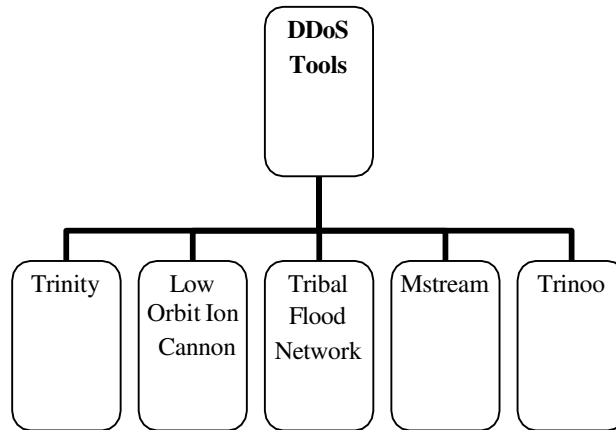 DDoS
Tools
Trinity
Low
Orbit Ion
Cannon
Tribal
Flood
Network
Mstream
Trinoo